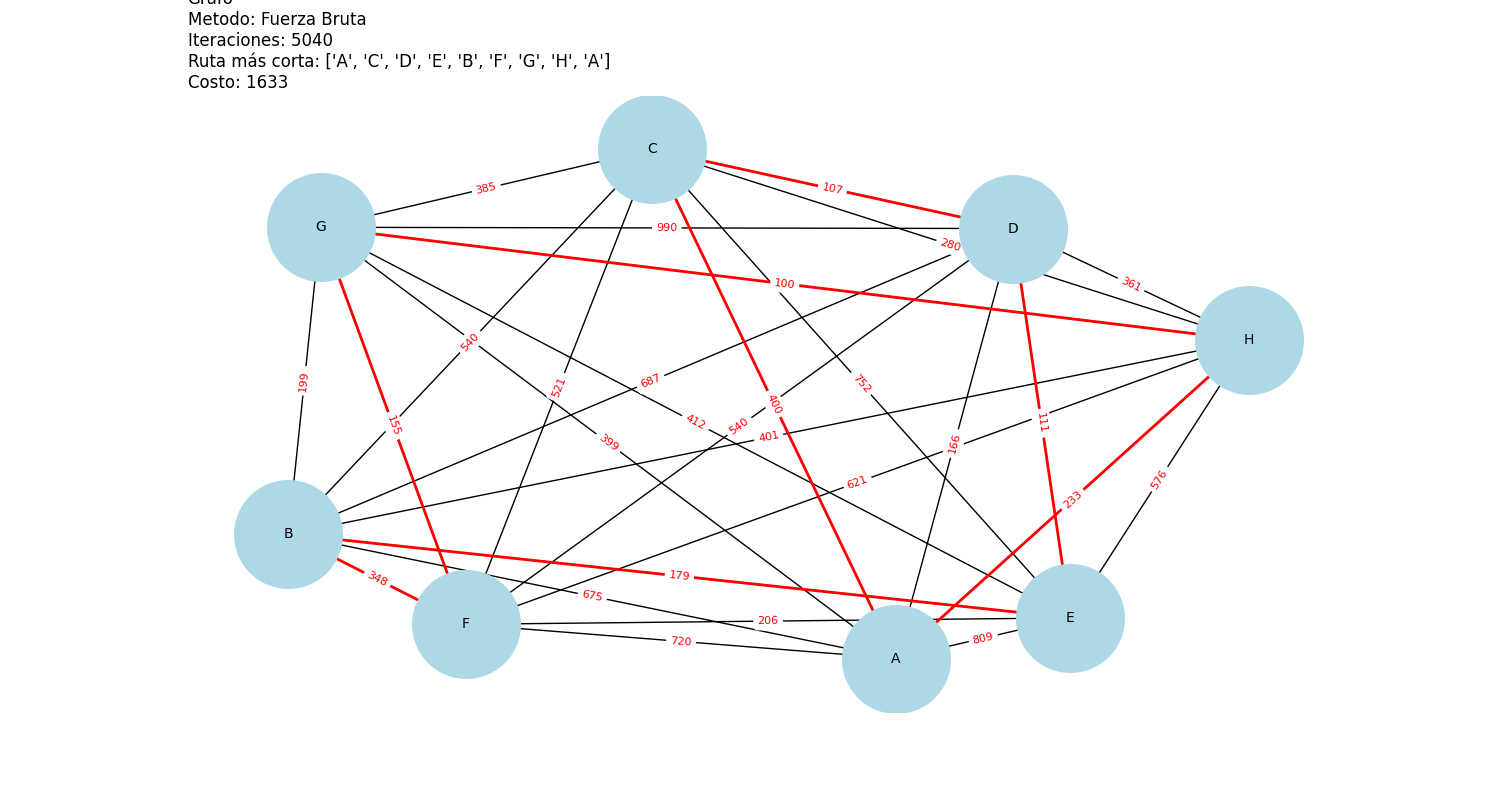 Grafo
Metodo: Fuerza Bruta
Iteraciones: 5040
Ruta más corta: ['A', 'C', 'D', 'E', 'B', 'F', 'G', 'H', 'A']
Costo: 1633
C
107
385
G
D
990
280
361
100
H
540
199
687
521
752
400
155
412
540
401
399
111
166
621
576
233
B
179
348
675
206
F
720
809
E
A